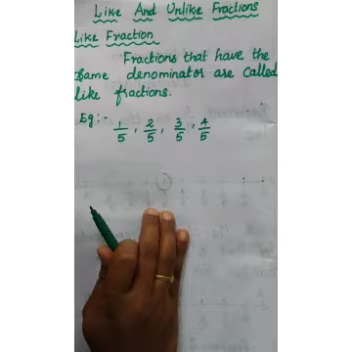 Like And Unlike Fractions
Like Fraction
Fractions that have the
same denominator are called
like fractions.
Eg:- 1/5, 2/5, 3/5, 4/5